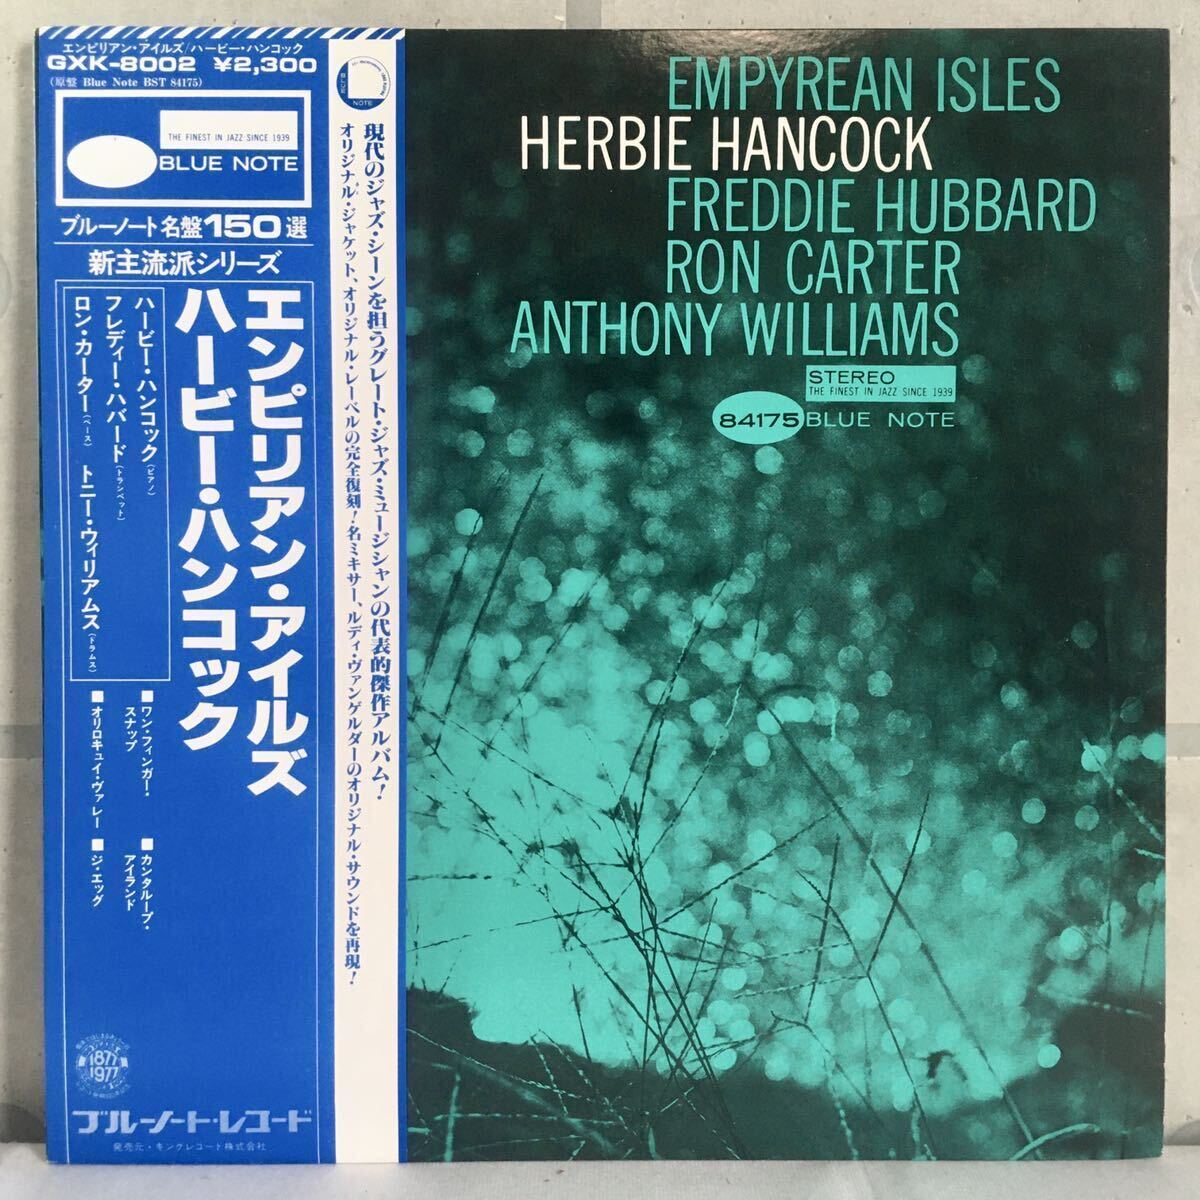 エンピリアン・アイルズ/ハービー・ハンコック
GXK-8002 ¥2,300
(原盤 Blue Note BST 84175)
THE FINEST IN JAZZ SINCE 1939
BLUE NOTE
ブルーノート名盤150選
新主流派シリーズ
エンピリアン・アイルズ
ハービー・ハンコック
ハービー・ハンコック(ピアノ)
フレディー・ハバード(トランペット)
ロン・カーター(ベース) トニー・ウィリアムス(ドラムス)
■ワン・フィンガー・
スナップ
■オリロキュイ・ヴァレー
■カンタループ・
アイランド
■ジ・エッグ
1877
1977
ブルーノート・レコード
発売元・キングレコード株式会社
BLUE
NOTE
現代のジャズ・シーンを担うグレート・ジャズ・ミュージシャンの代表的傑作アルバム!
オリジナル・ジャケット、オリジナル・レーベルの完全復刻!名ミキサー、ルディ・ヴァンゲルダーのオリジナル・サウンドを再現!
EMPYREAN ISLES
HERBIE HANCOCK
FREDDIE HUBBARD
RON CARTER
ANTHONY WILLIAMS
STEREO
THE FINEST IN JAZZ SINCE 1939
84175 BLUE NOTE